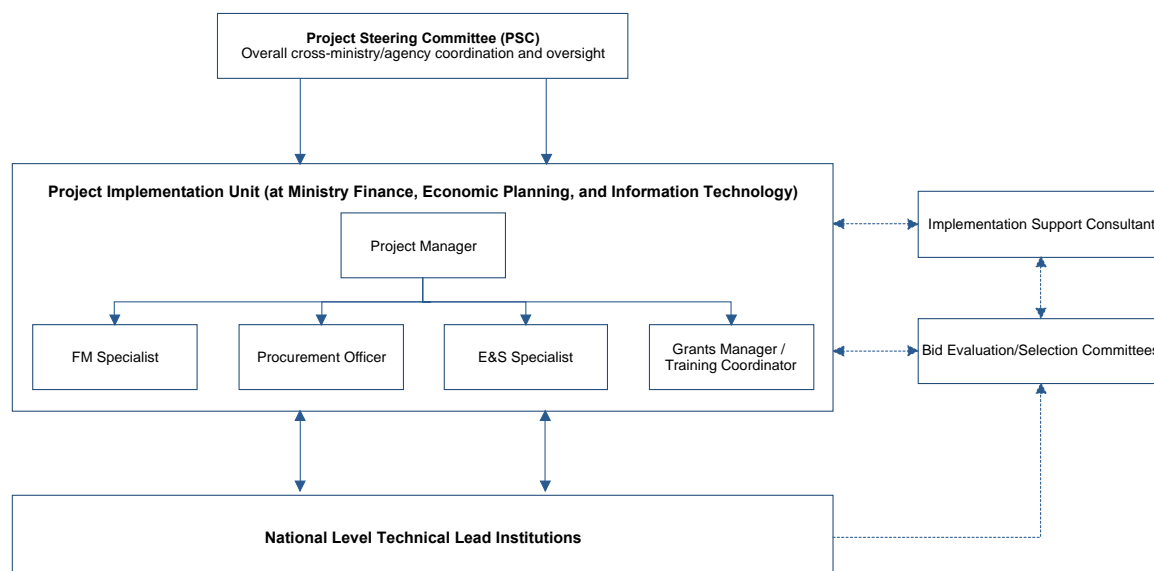 Project Steering Committee (PSC)
Overall cross-ministry/agency coordination and oversight
Project Implementation Unit (at Ministry Finance, Economic Planning, and Information Technology)
Project Manager
FM Specialist
Procurement Officer
E&S Specialist
Grants Manager /
Training Coordinator
Implementation Support Consultant
Bid Evaluation/Selection Committees
National Level Technical Lead Institutions